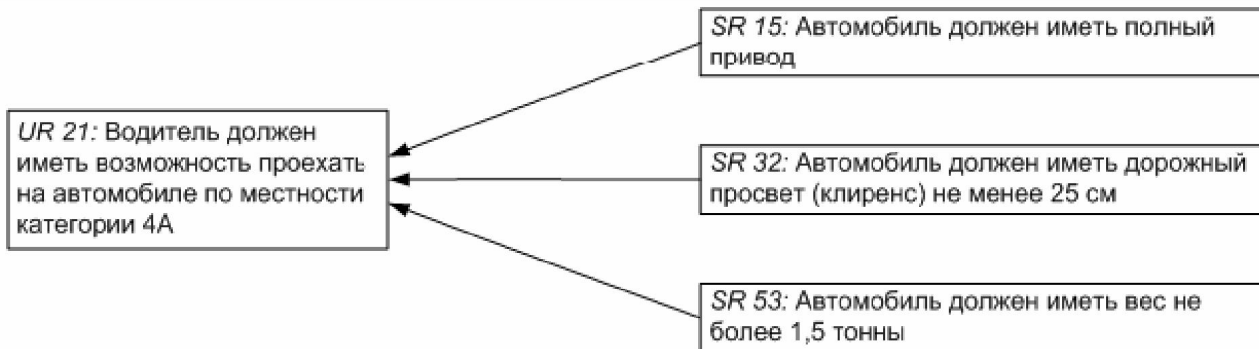 UR 21: Водитель должен
иметь возможность проехать
на автомобиле по местности
категории 4А
SR 15: Автомобиль должен иметь полный
привод
SR 32: Автомобиль должен иметь дорожный
просвет (клиренс) не менее 25 см
SR 53: Автомобиль должен иметь вес не
более 1,5 тонны